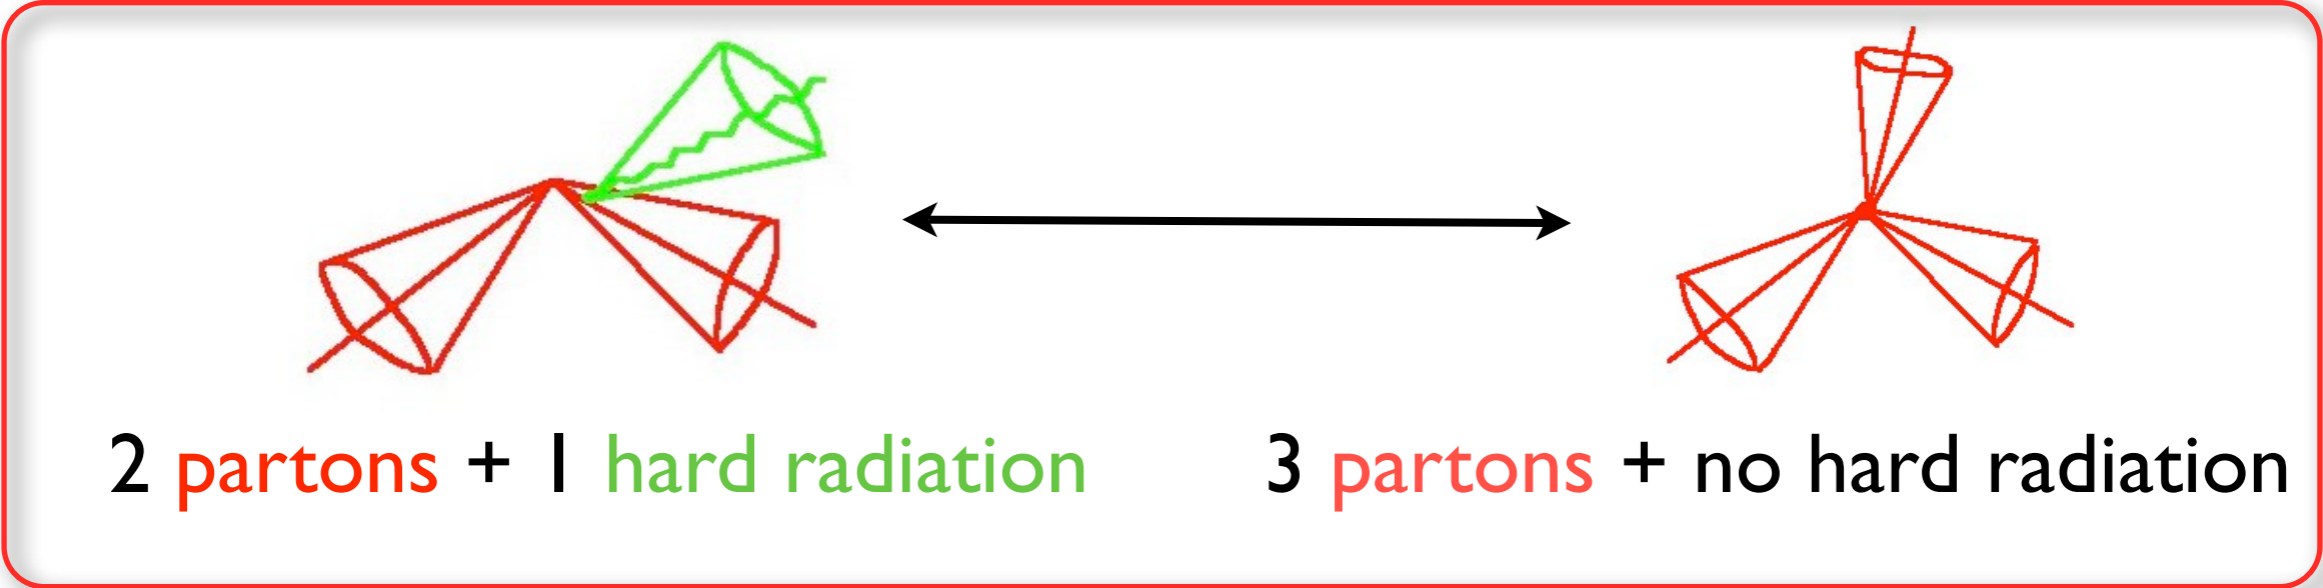 2 partons + 1 hard radiation
3 partons + no hard radiation